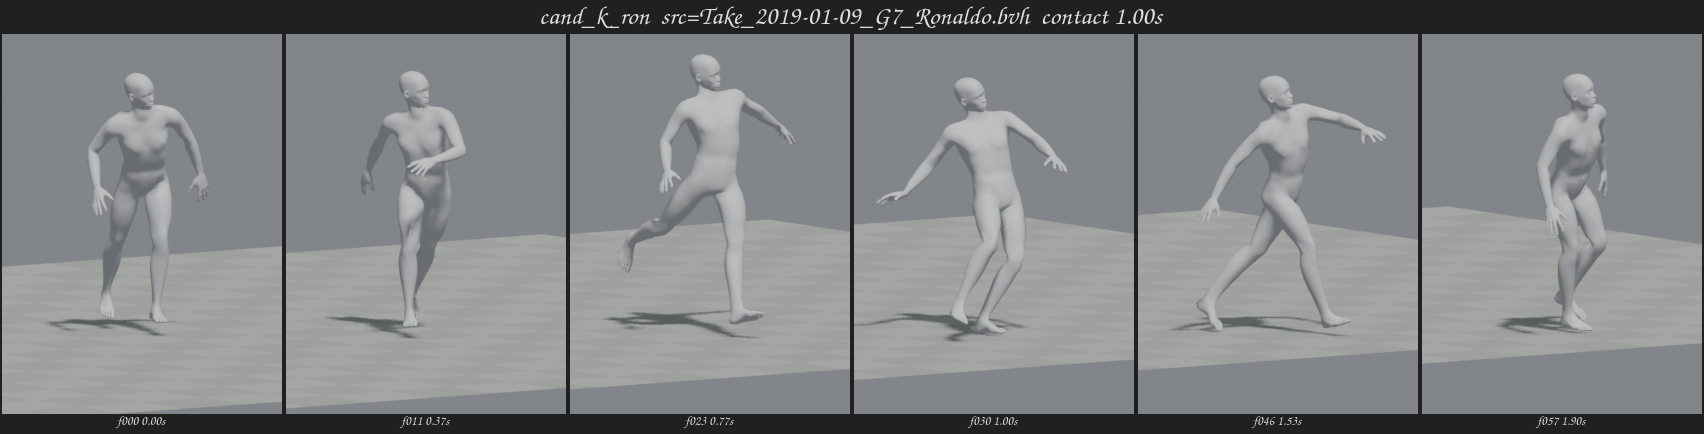 cand_k_ron src=Take_2019-01-09_G7_Ronaldo.bvh contact 1.00s
f000 0.00s
f011 0.37s
f023 0.77s
f030 1.00s
f046 1.53s
f057 1.90s